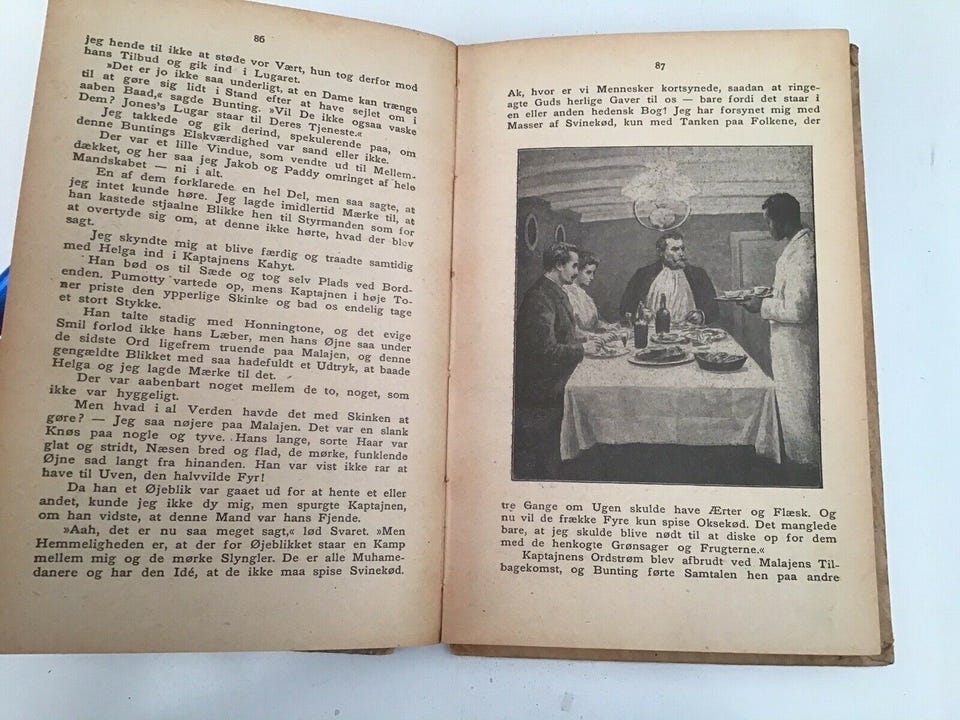 86
jeg hende til ikke at støde vor Vært, hun tog derfor mod
hans Tilbud og gik ind i Lugaret.
»Det er jo ikke saa underligt, at en Dame kan trænge
til at gøre sig lidt i Stand efter at have sejlet om i
aaben Baad,« sagde Bunting. »Vil De ikke ogsaa vaske
Dem? Jones's Lugar staar til Deres Tjeneste.«
Jeg takkede og gik derind, spekulerende paa, om
denne Buntings Elskværdighed var sand eller ikke.
Der var et lille Vindue, som vendte ud til Mellem-
dækket, og her saa jeg Jakob og Paddy omringet af hele
Mandskabet — ni i alt.
En af dem forklarede en hel Del, men saa sagte, at
jeg intet kunde høre. Jeg lagde imidlertid Mærke til, at
han kastede stjaalne Blikke hen til Styrmanden som for
at overtyde sig om, at denne ikke hørte, hvad der blev
sagt.
Jeg skyndte mig at blive færdig og traadte samtidig
med Helga ind i Kaptajnens Kahyt.
Han bød os til Sæde og tog selv Plads ved Bord-
enden. Pumotty vartede op, mens Kaptajnen i høje To-
ner priste den ypperlige Skinke og bad os endelig tage
et stort Stykke.
Han talte stadig med Honningtone, og det evige
Smil forlod ikke hans Læber, men hans Øjne saa under
de sidste Ord ligefrem truende paa Malajen, og denne
gengældte Blikket med saa hadefuldt et Udtryk, at baade
Helga og jeg lagde Mærke til det.
Der var aabenbart noget mellem de to, noget, som
ikke var hyggeligt.
Men hvad i al Verden havde det med Skinken at
gøre? — Jeg saa nøjere paa Malajen. Det var en slank
Knøs paa nogle og tyve. Hans lange, sorte Haar var
glat og stridt, Næsen bred og flad, de mørke, funklende
Øjne sad langt fra hinanden. Han var vist ikke rar at
have til Uven, den halvvilde Fyr!
Da han et Øjeblik var gaaet ud for at hente et eller
andet, kunde jeg ikke dy mig, men spurgte Kaptajnen,
om han vidste, at denne Mand var hans Fjende.
»Aah, det er nu saa meget sagt,« lød Svaret. »Men
Hemmeligheden er, at der for Øjeblikket staar en Kamp
mellem mig og de mørke Slyngler. De er alle Muhame-
danere og har den Idé, at de ikke maa spise Svinekød.
87
Ak, hvor er vi Mennesker kortsynede, saadan at ringe-
agte Guds herlige Gaver til os — bare fordi det staar i
en eller anden hedensk Bog! Jeg har forsynet mig med
Masser af Svinekød, kun med Tanken paa Folkene, der
tre Gange om Ugen skulde have Ærter og Flæsk. Og
nu vil de frække Fyre kun spise Oksekød. Det manglede
bare, at jeg skulde blive nødt til at diske op for dem
med de henkogte Grønsager og Frugterne.«
Kaptajnens Ordstrøm blev afbrudt ved Malajens Til-
bagekomst, og Bunting førte Samtalen hen paa andre